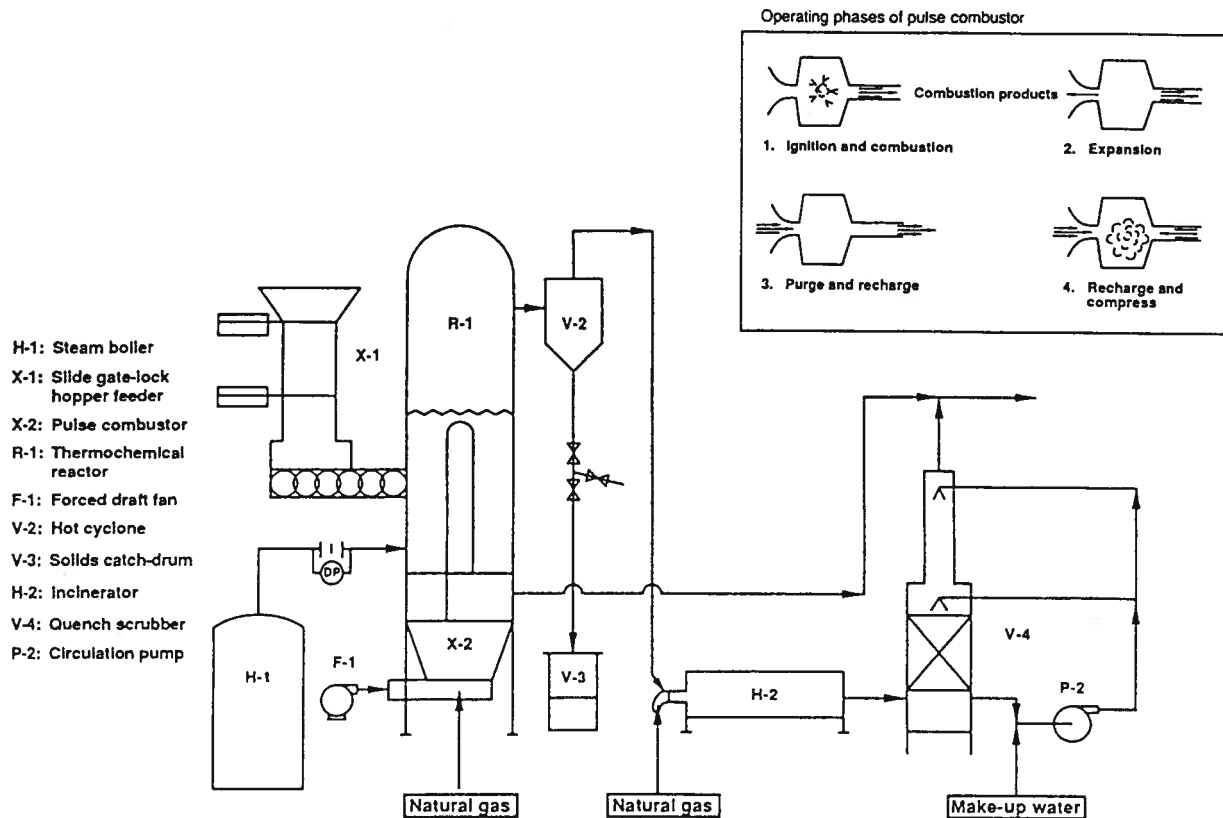 Operating phases of pulse combustor
Combustion products
1. Ignition and combustion
2. Expansion
3. Purge and recharge
4. Recharge and
compress
H-1: Steam boiler
X-1: Slide gate-lock
hopper feeder
X-2: Pulse combustor
R-1: Thermochemical
reactor
F-1: Forced draft fan
V-2: Hot cyclone
V-3: Solids catch-drum
H-2: Incinerator
V-4: Quench scrubber
P-2: Circulation pump
X-1
R-1
V-2
DP
H-1
F-1
X-2
V-3
H-2
V-4
P-2
Natural gas
Natural gas
Make-up water